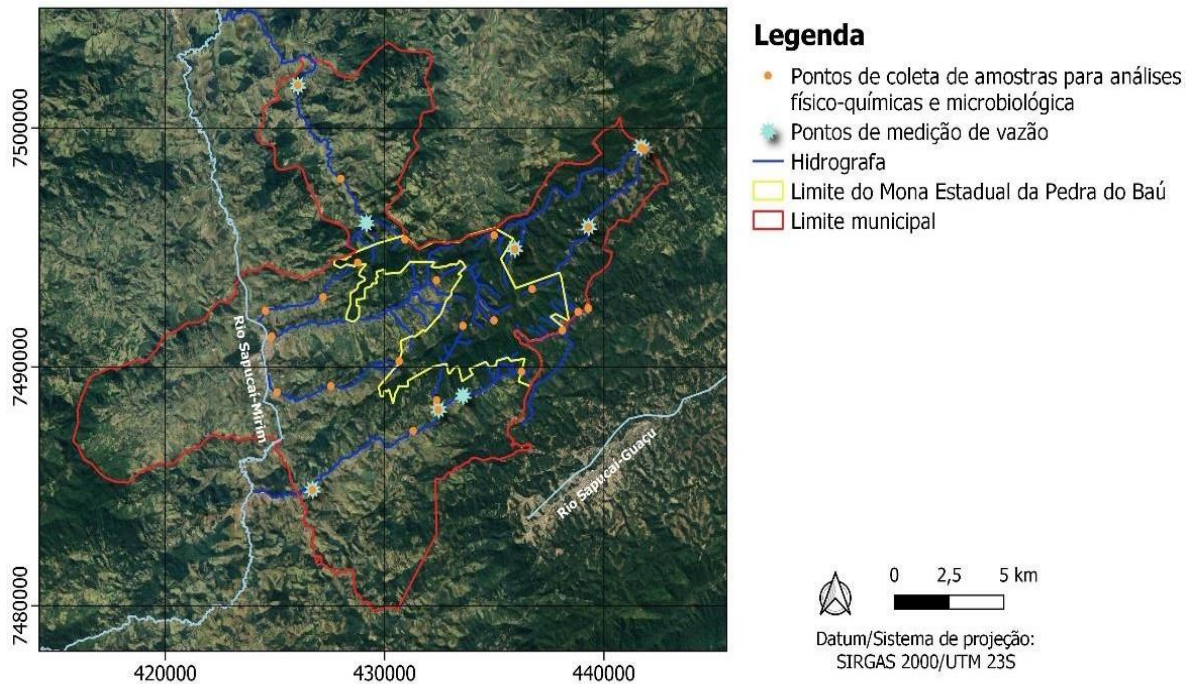 7500000
7490000
7480000
420000
430000
440000
Rio Sapucaí-Mirim
Rio Sapucaí-Guaçu
Legenda
Pontos de coleta de amostras para análises
físico-químicas e microbiológica
Pontos de medição de vazão
Hidrografa
Limite do Mona Estadual da Pedra do Baú
Limite municipal
0 2,5 5 km
Datum/Sistema de projeção:
SIRGAS 2000/UTM 23S